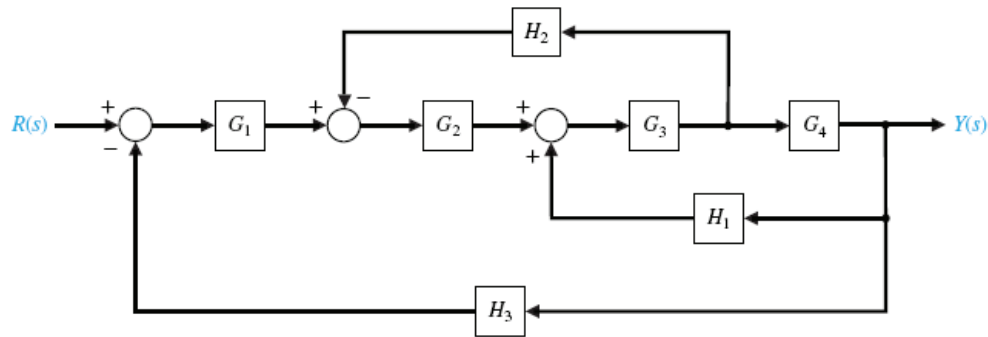 H₂
+
−
+
+
R(s)
G₁
G₂
G₃
G₄
Y(s)
−
+
H₁
H₃